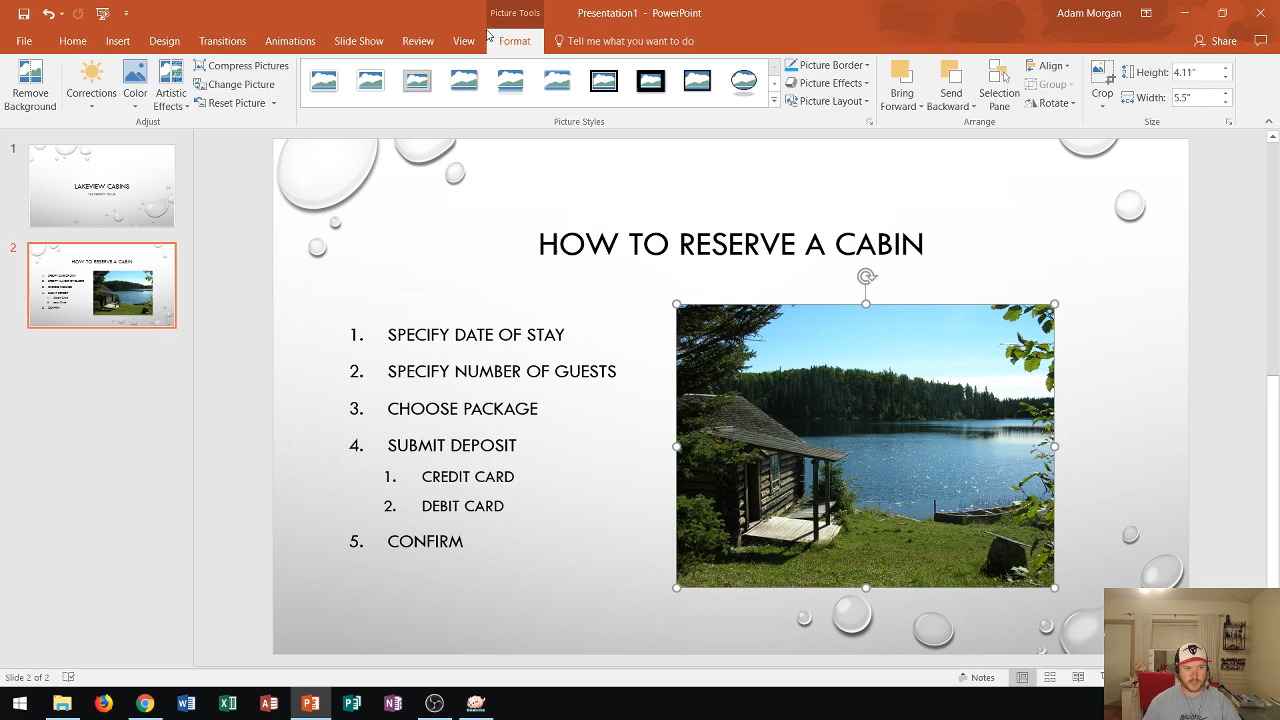 Picture Tools
Presentation1 - PowerPoint
Adam Morgan
File
Home
Insert
Design
Transitions
Animations
Slide Show
Review
View
Format
Tell me what you want to do
Share
Remove Background
Corrections
Color
Artistic Effects
Compress Pictures
Change Picture
Reset Picture
Adjust
Picture Styles
Picture Border
Picture Effects
Picture Layout
Bring Forward
Send Backward
Selection Pane
Align
Group
Rotate
Arrange
Crop
Height: 4.11"
Width: 5.5"
Size
1
LAKEVIEW CABINS
2
HOW TO RESERVE A CABIN
1. SPECIFY DATE OF STAY
2. SPECIFY NUMBER OF GUESTS
3. CHOOSE PACKAGE
4. SUBMIT DEPOSIT
1. CREDIT CARD
2. DEBIT CARD
5. CONFIRM
Slide 2 of 2
Notes